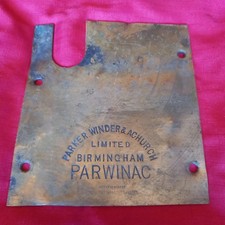 PARKER, WINDER & ACHURCH
LIMITED
BIRMINGHAM
PARWINAC